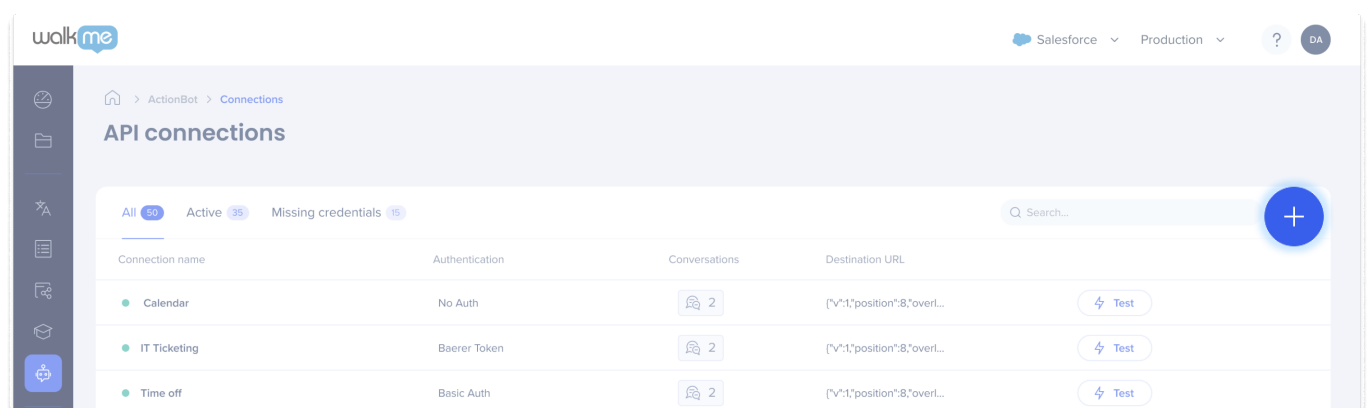 walkme
Salesforce Production ? DA
> ActionBot > Connections
API connections
All 50 Active 35 Missing credentials 15 Search... +
Connection name Authentication Conversations Destination URL
Calendar No Auth 2 {"v":1,"position":8,"overl... Test
IT Ticketing Baerer Token 2 {"v":1,"position":8,"overl... Test
Time off Basic Auth 2 {"v":1,"position":8,"overl... Test